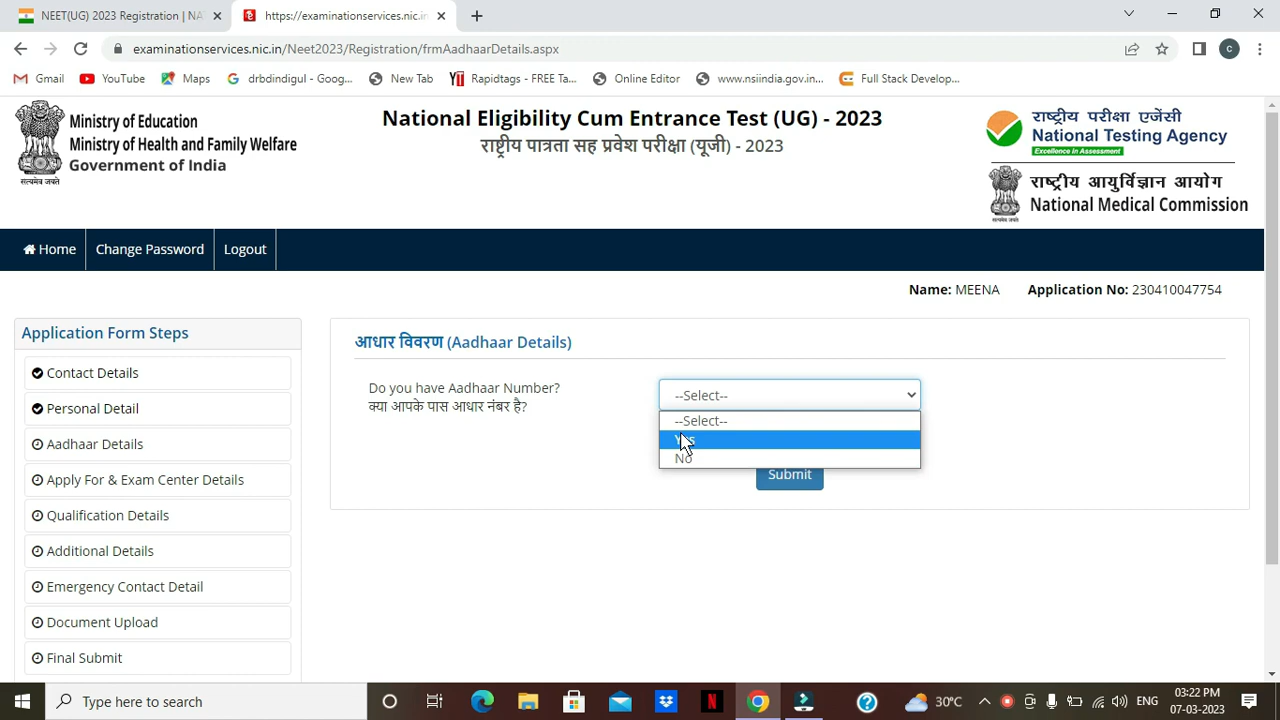 NEET(UG) 2023 Registration | NA
https://examinationservices.nic.in
examinationservices.nic.in/Neet2023/Registration/frmAadhaarDetails.aspx
C
Gmail
YouTube
Maps
drbdindigul - Goog...
New Tab
Rapidtags - FREE Ta...
Online Editor
www.nsiindia.gov.in...
Full Stack Develop...
Ministry of Education
Ministry of Health and Family Welfare
Government of India
सत्यमेव जयते
National Eligibility Cum Entrance Test (UG) - 2023
राष्ट्रीय पात्रता सह प्रवेश परीक्षा (यूजी) - 2023
राष्ट्रीय परीक्षा एजेंसी
National Testing Agency
Excellence in Assessment
राष्ट्रीय आयुर्विज्ञान आयोग
National Medical Commission
सत्यमेव जयते
Home
Change Password
Logout
Name: MEENA
Application No: 230410047754
Application Form Steps
Contact Details
Personal Detail
Aadhaar Details
Apply For & Exam Center Details
Qualification Details
Additional Details
Emergency Contact Detail
Document Upload
Final Submit
आधार विवरण (Aadhaar Details)
Do you have Aadhaar Number?
क्या आपके पास आधार नंबर है?
--Select--
--Select--
Yes
No
Submit
Type here to search
30°C
ENG
03:22 PM
07-03-2023